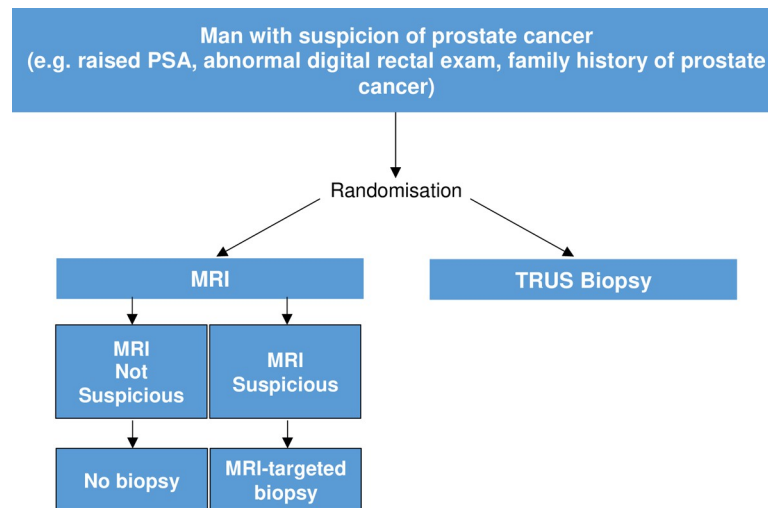 Man with suspicion of prostate cancer
(e.g. raised PSA, abnormal digital rectal exam, family history of prostate
cancer)
Randomisation
MRI
TRUS Biopsy
MRI
Not
Suspicious
MRI
Suspicious
No biopsy
MRI-targeted
biopsy